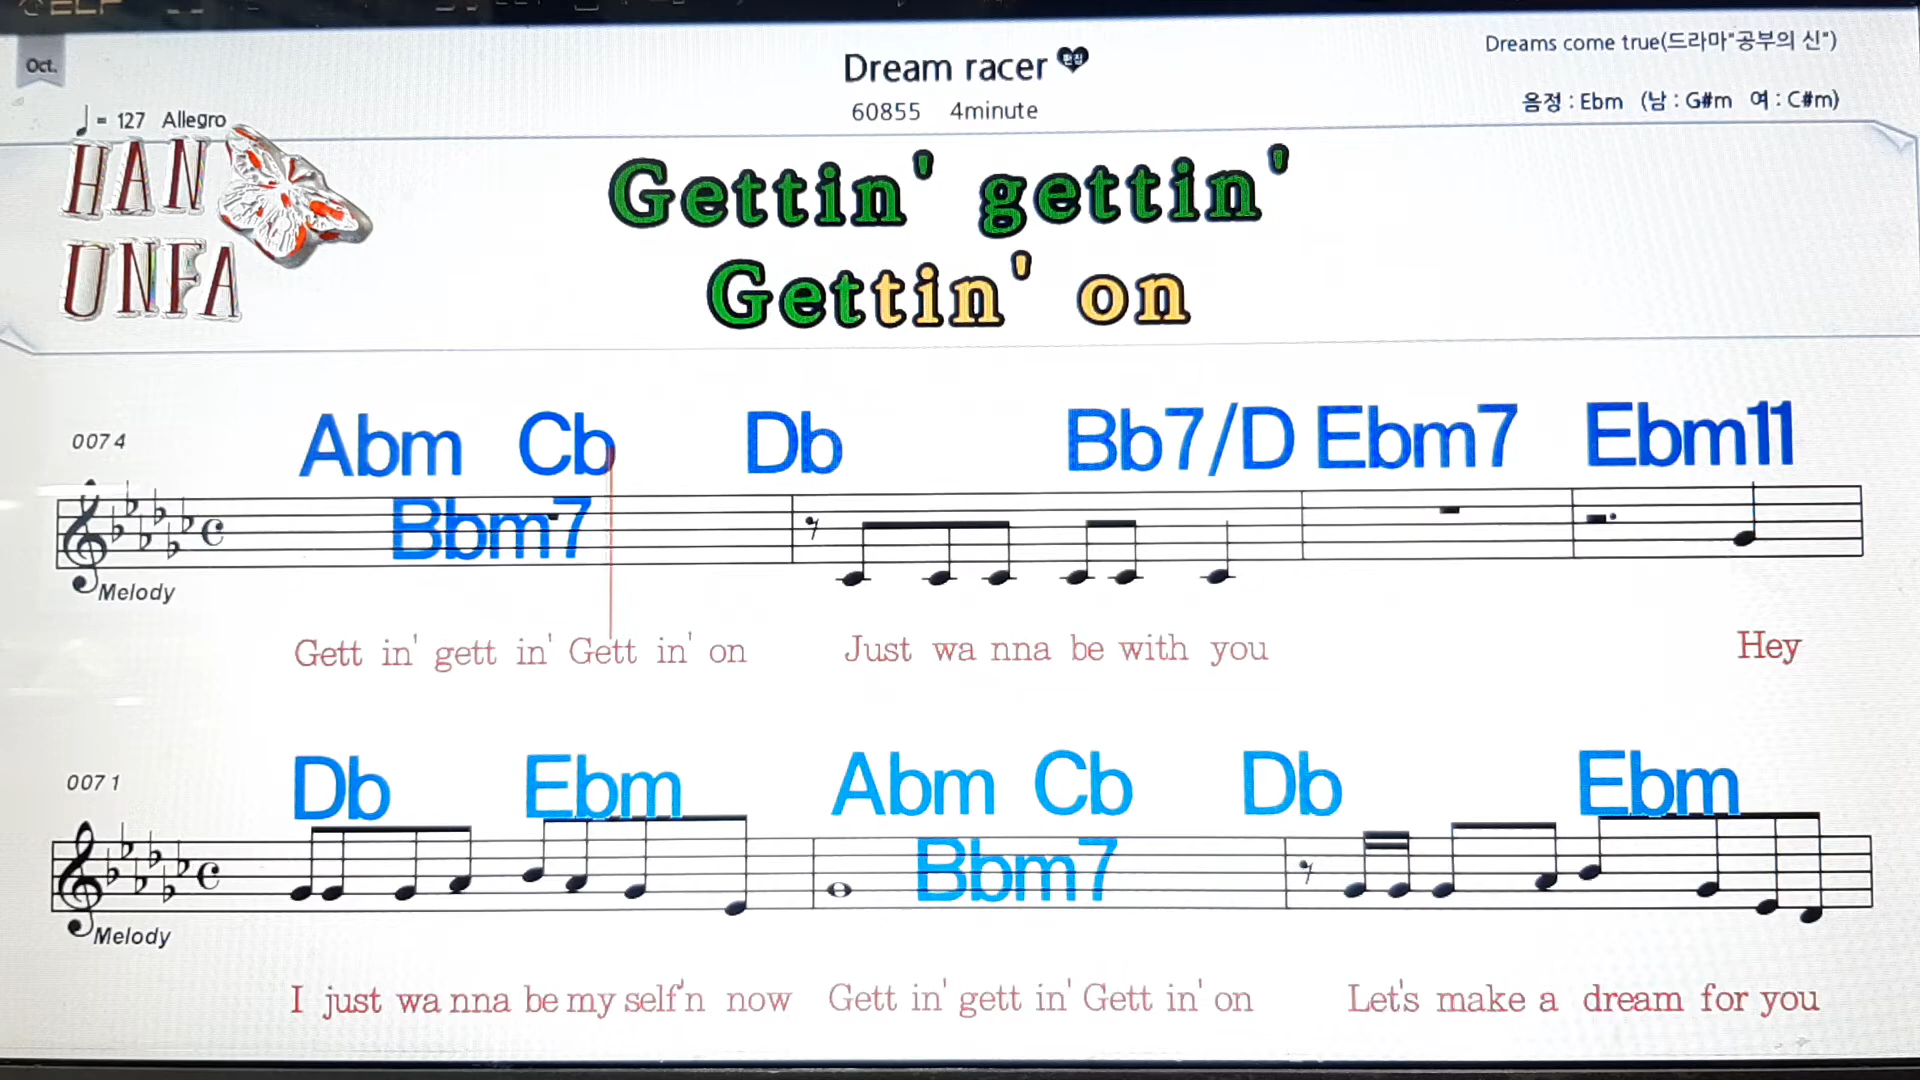 Oct.
Dream racer 편집
Dreams come true(드라마"공부의 신")
60855 4minute
음정 : Ebm (남 : G#m 여 : C#m)
= 127 Allegro
HAN
UNFA
Gettin' gettin'
Gettin' on
0074
Abm Cb Db Bb7/D Ebm7 Ebm11
Bbm7
Melody
Gett in' gett in' Gett in' on Just wa nna be with you Hey
0071
Db Ebm Abm Cb Db Ebm
Bbm7
Melody
I just wa nna be my self'n now Gett in' gett in' Gett in' on Let's make a dream for you